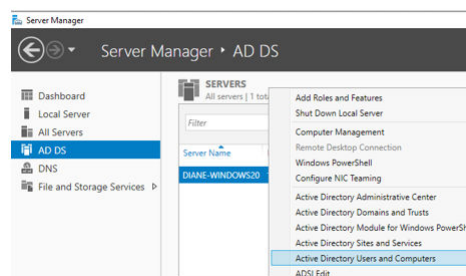 Server Manager
Server Manager • AD DS
Dashboard
Local Server
All Servers
AD DS
DNS
File and Storage Services
SERVERS
All servers | 1 tot
Filter
Server Name
DIANE-WINDOWS20
Add Roles and Features
Shut Down Local Server
Computer Management
Remote Desktop Connection
Windows PowerShell
Configure NIC Teaming
Active Directory Administrative Center
Active Directory Domains and Trusts
Active Directory Module for Windows PowerSh
Active Directory Sites and Services
Active Directory Users and Computers
ADSI Edit